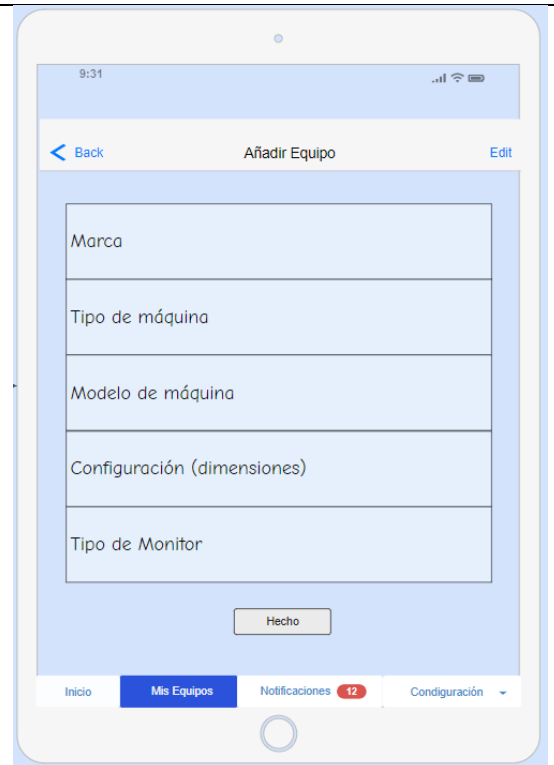 9:31
Back Añadir Equipo Edit
Marca
Tipo de máquina
Modelo de máquina
Configuración (dimensiones)
Tipo de Monitor
Hecho
Inicio Mis Equipos Notificaciones 12 Condiguración